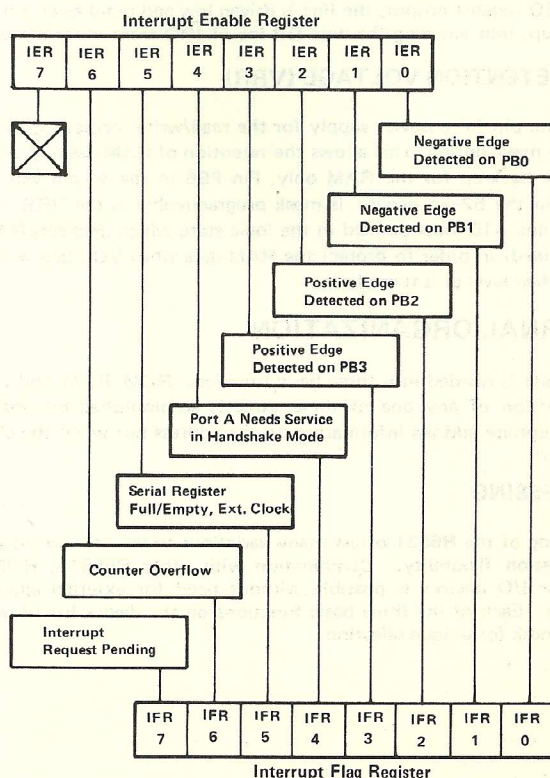 Interrupt Enable Register
IER IER IER IER IER IER IER IER
7 6 5 4 3 2 1 0
Negative Edge
Detected on PB0
Negative Edge
Detected on PB1
Positive Edge
Detected on PB2
Positive Edge
Detected on PB3
Port A Needs Service
in Handshake Mode
Serial Register
Full/Empty, Ext. Clock
Counter Overflow
Interrupt
Request Pending
IFR IFR IFR IFR IFR IFR IFR IFR
7 6 5 4 3 2 1 0
Interrupt Flag Register